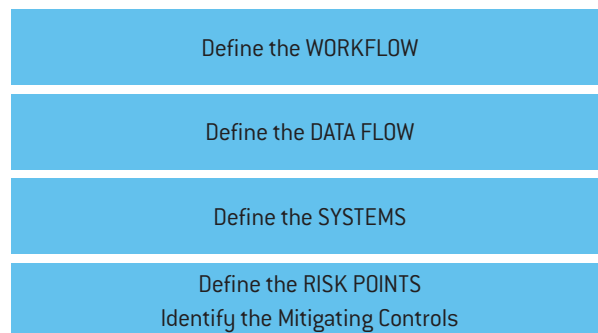 Define the WORKFLOW
Define the DATA FLOW
Define the SYSTEMS
Define the RISK POINTS
Identify the Mitigating Controls